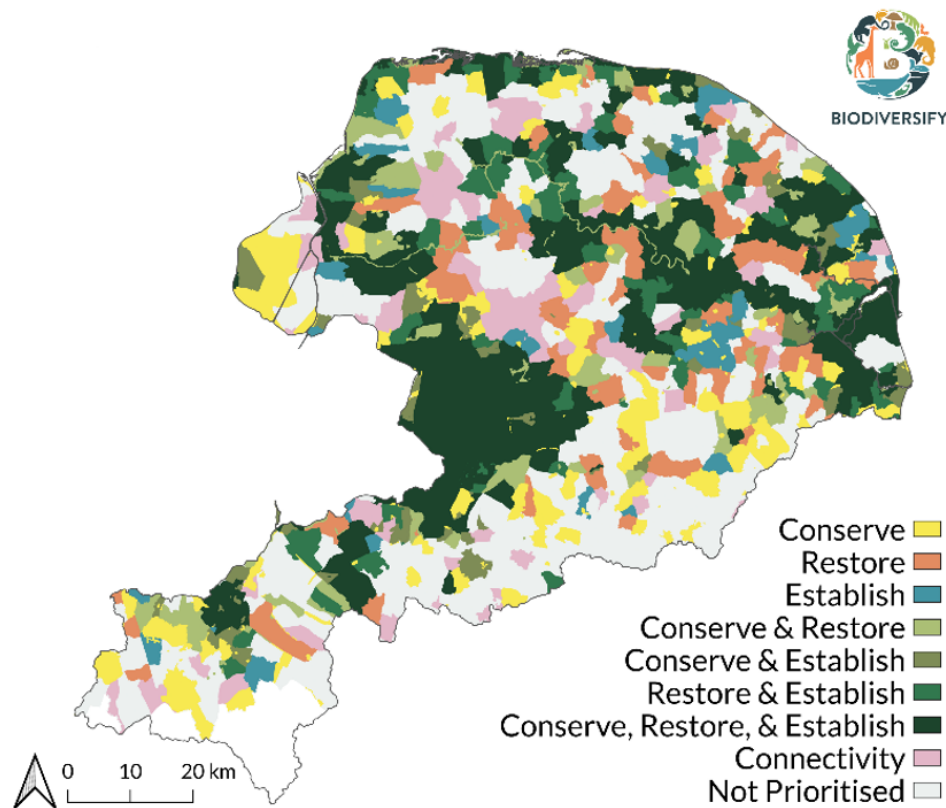 BIODIVERSIFY
Conserve
Restore
Establish
Conserve & Restore
Conserve & Establish
Restore & Establish
Conserve, Restore, & Establish
Connectivity
Not Prioritised
0 10 20 km